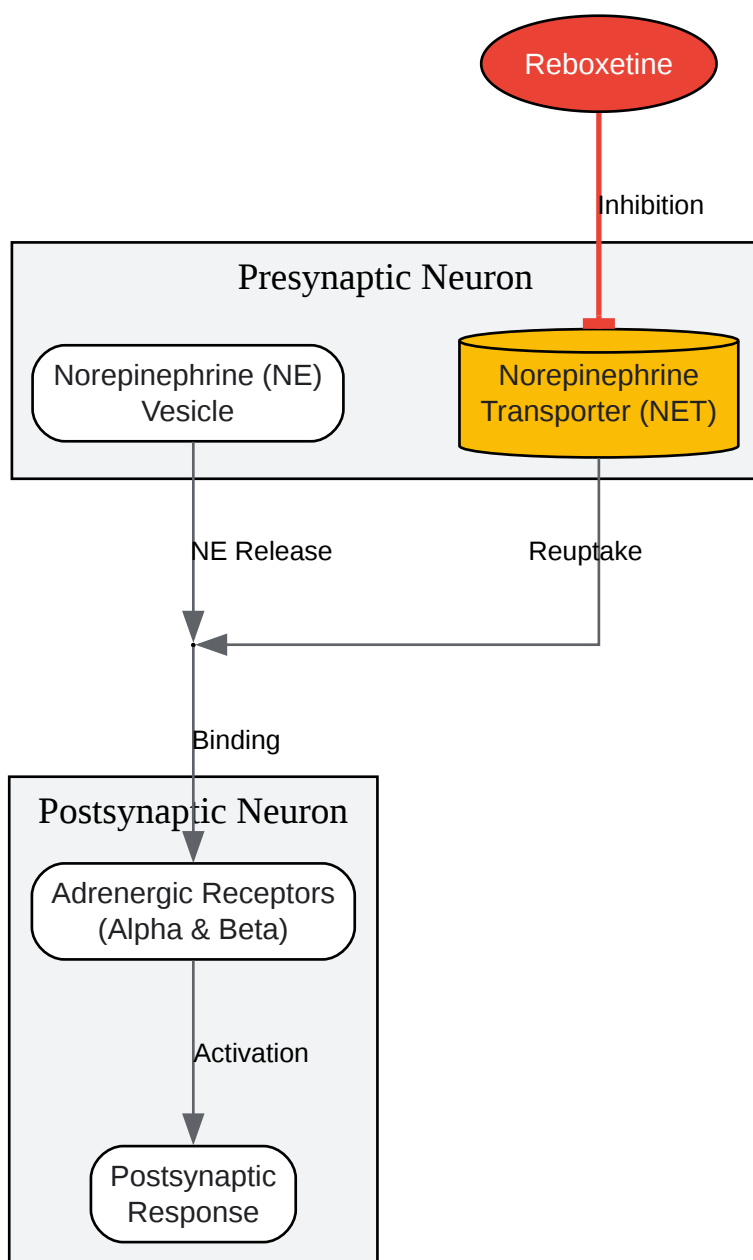 Reboxetine
Inhibition
Presynaptic Neuron
Norepinephrine (NE)
Vesicle
Norepinephrine
Transporter (NET)
NE Release
Reuptake
Binding
Postsynaptic Neuron
Adrenergic Receptors
(Alpha & Beta)
Activation
Postsynaptic
Response